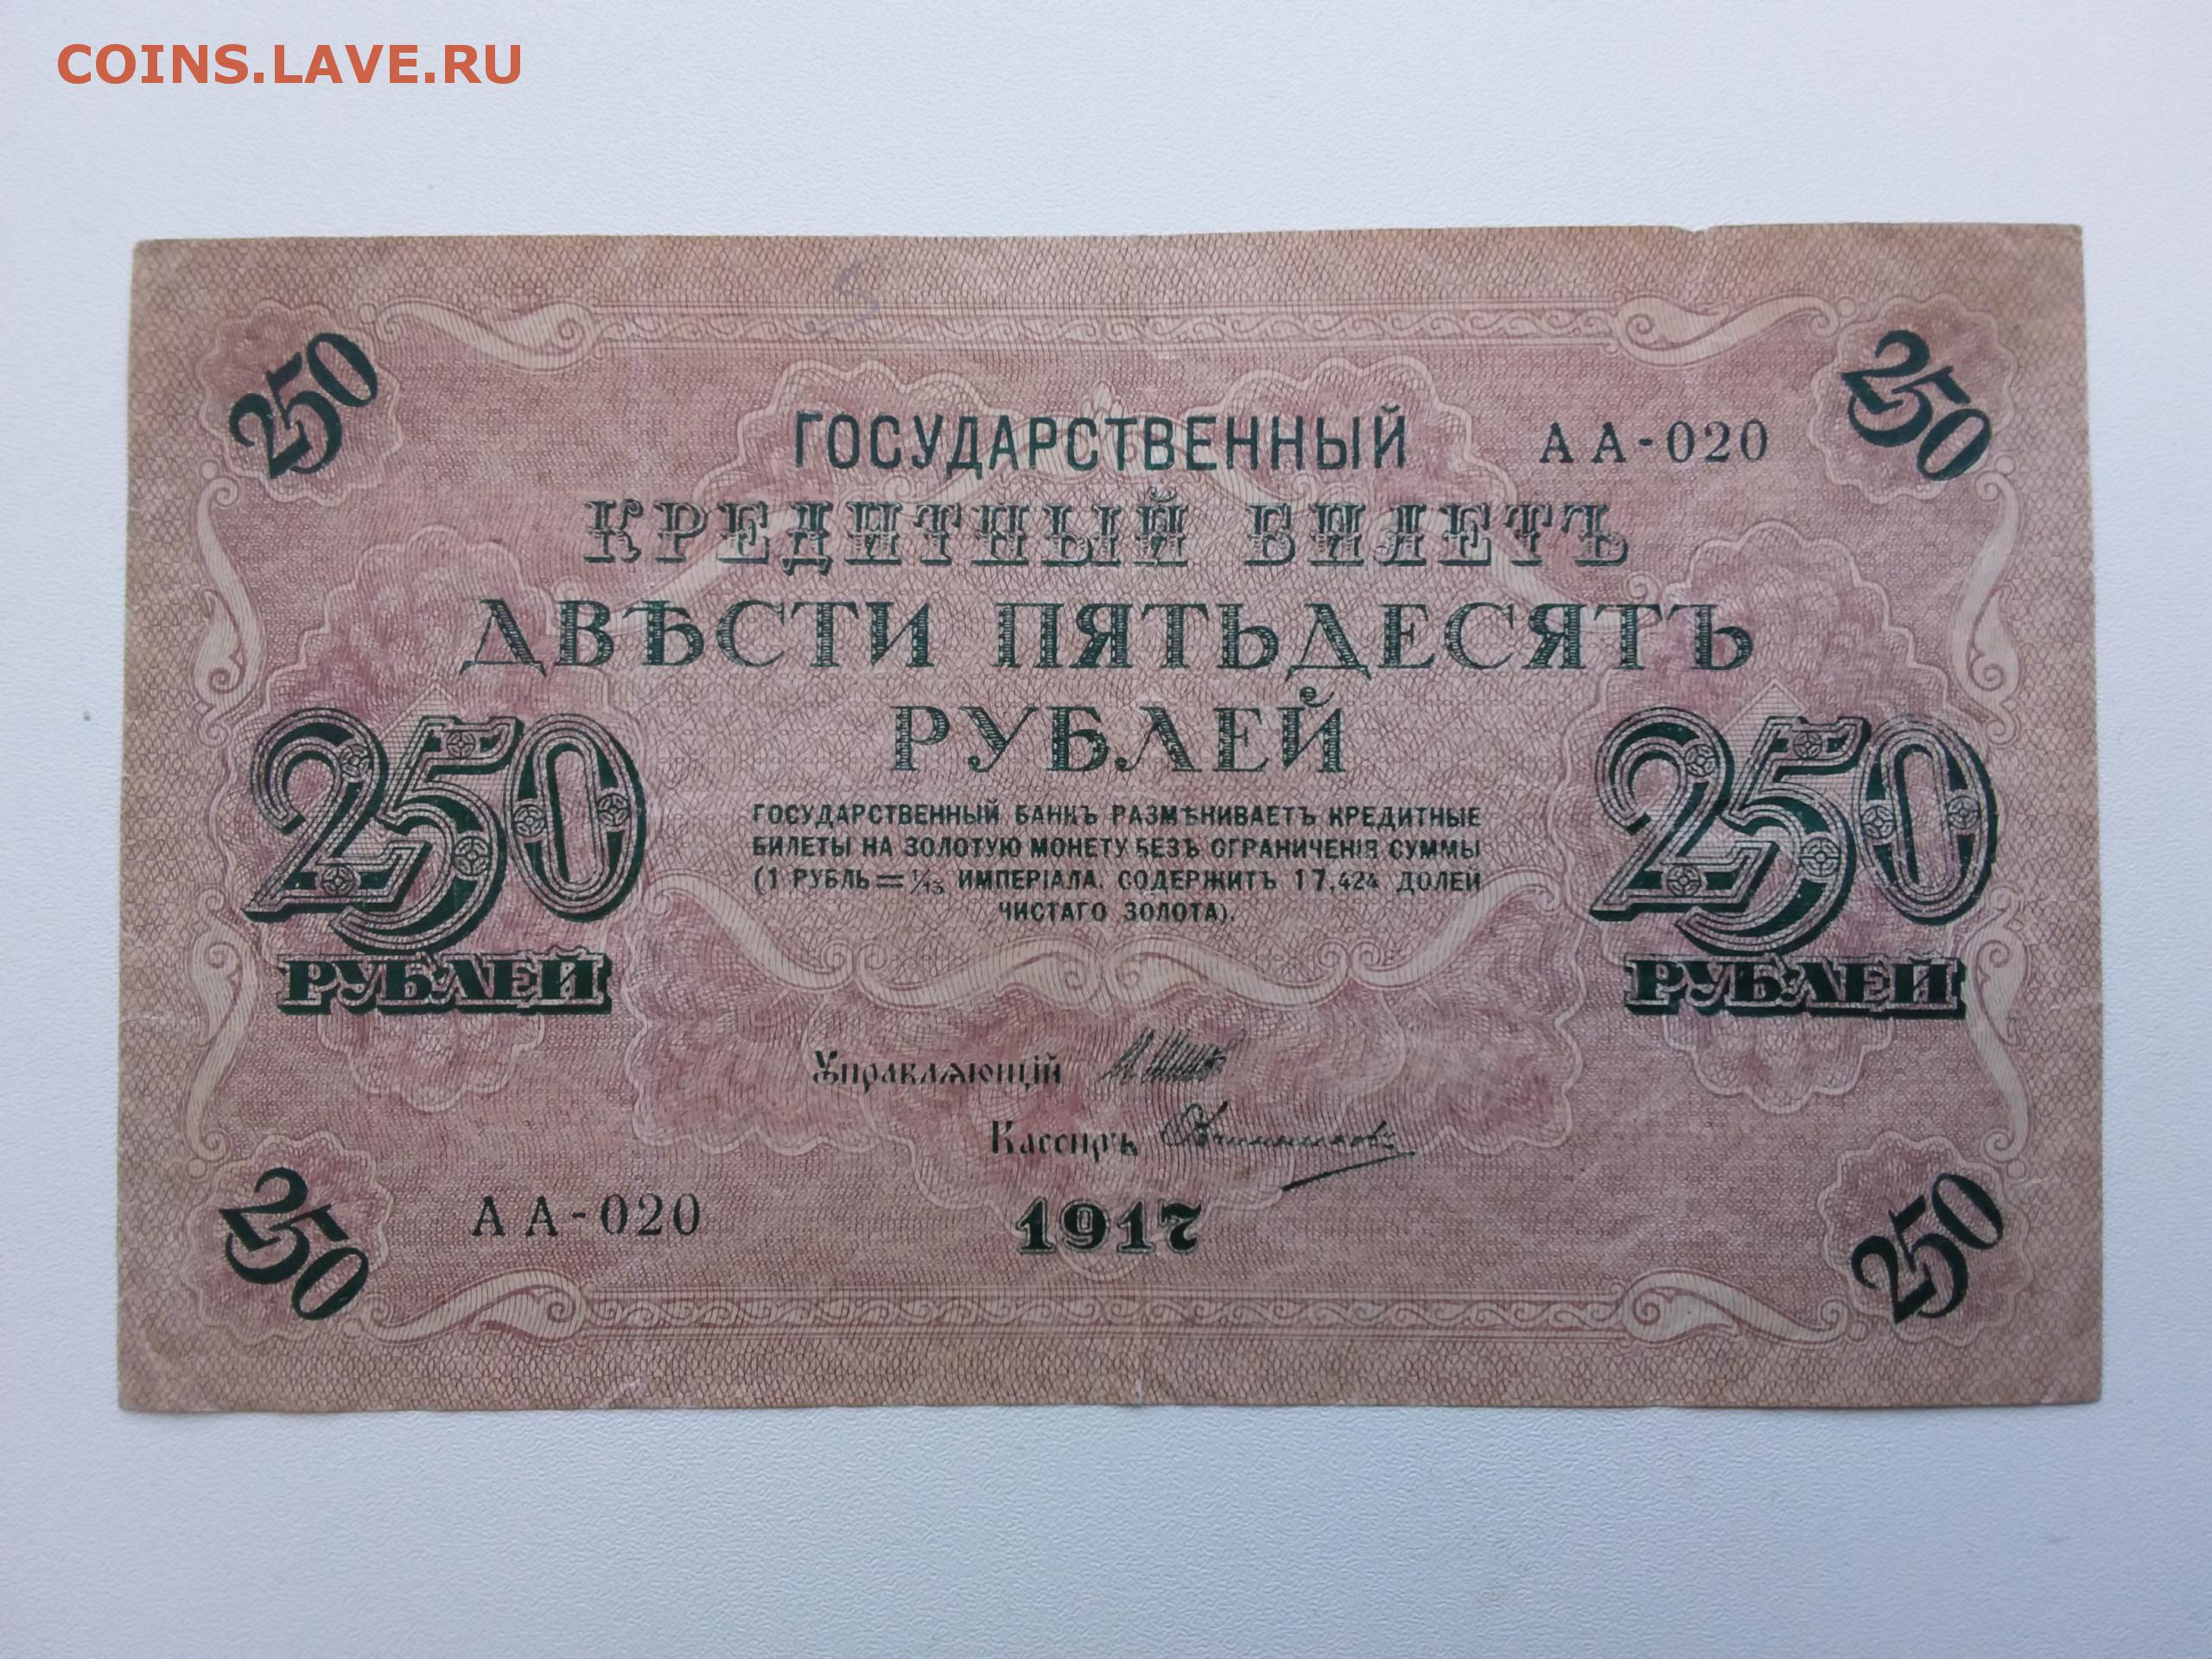 COINS.LAVE.RU
250
250
ГОСУДАРСТВЕННЫЙ АА-020
КРЕДИТНЫЙ БИЛЕТЪ
ДВѢСТИ ПЯТЬДЕСЯТЪ
РУБЛЕЙ
250
РУБЛЕЙ
ГОСУДАРСТВЕННЫЙ БАНКЪ РАЗМѢНИВАЕТЪ КРЕДИТНЫЕ
БИЛЕТЫ НА ЗОЛОТУЮ МОНЕТУ БЕЗЪ ОГРАНИЧЕНІЯ СУММЫ
(1 РУБЛЬ = 1/15 ИМПЕРІАЛА, СОДЕРЖИТЪ 17,424 ДОЛЕЙ
ЧИСТАГО ЗОЛОТА).
250
РУБЛЕЙ
Управляющій
Кассиръ Овчинниковъ
АА-020
1917
250
250